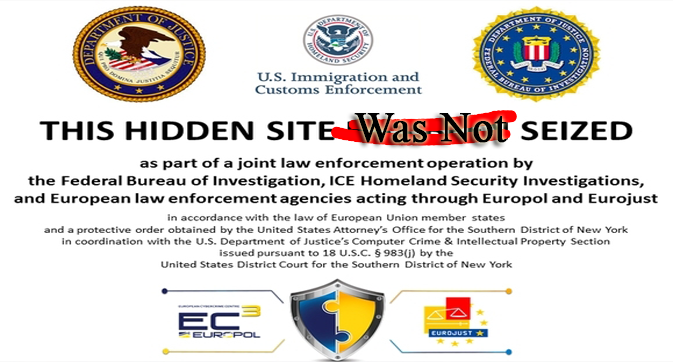 DEPARTMENT OF JUSTICE
QUI PRO DOMINA JUSTITIA SEQUITUR
U.S. DEPARTMENT OF
HOMELAND SECURITY
DEPARTMENT OF JUSTICE
FEDERAL BUREAU OF INVESTIGATION
U.S. Immigration and
Customs Enforcement
THIS HIDDEN SITE Was Not SEIZED
as part of a joint law enforcement operation by
the Federal Bureau of Investigation, ICE Homeland Security Investigations,
and European law enforcement agencies acting through Europol and Eurojust
in accordance with the law of European Union member states
and a protective order obtained by the United States Attorney's Office for the Southern District of New York
in coordination with the U.S. Department of Justice's Computer Crime & Intellectual Property Section
issued pursuant to 18 U.S.C. § 983(j) by the
United States District Court for the Southern District of New York
EUROPEAN CYBERCRIME CENTRE
EC3
EUROPOL
EUROJUST